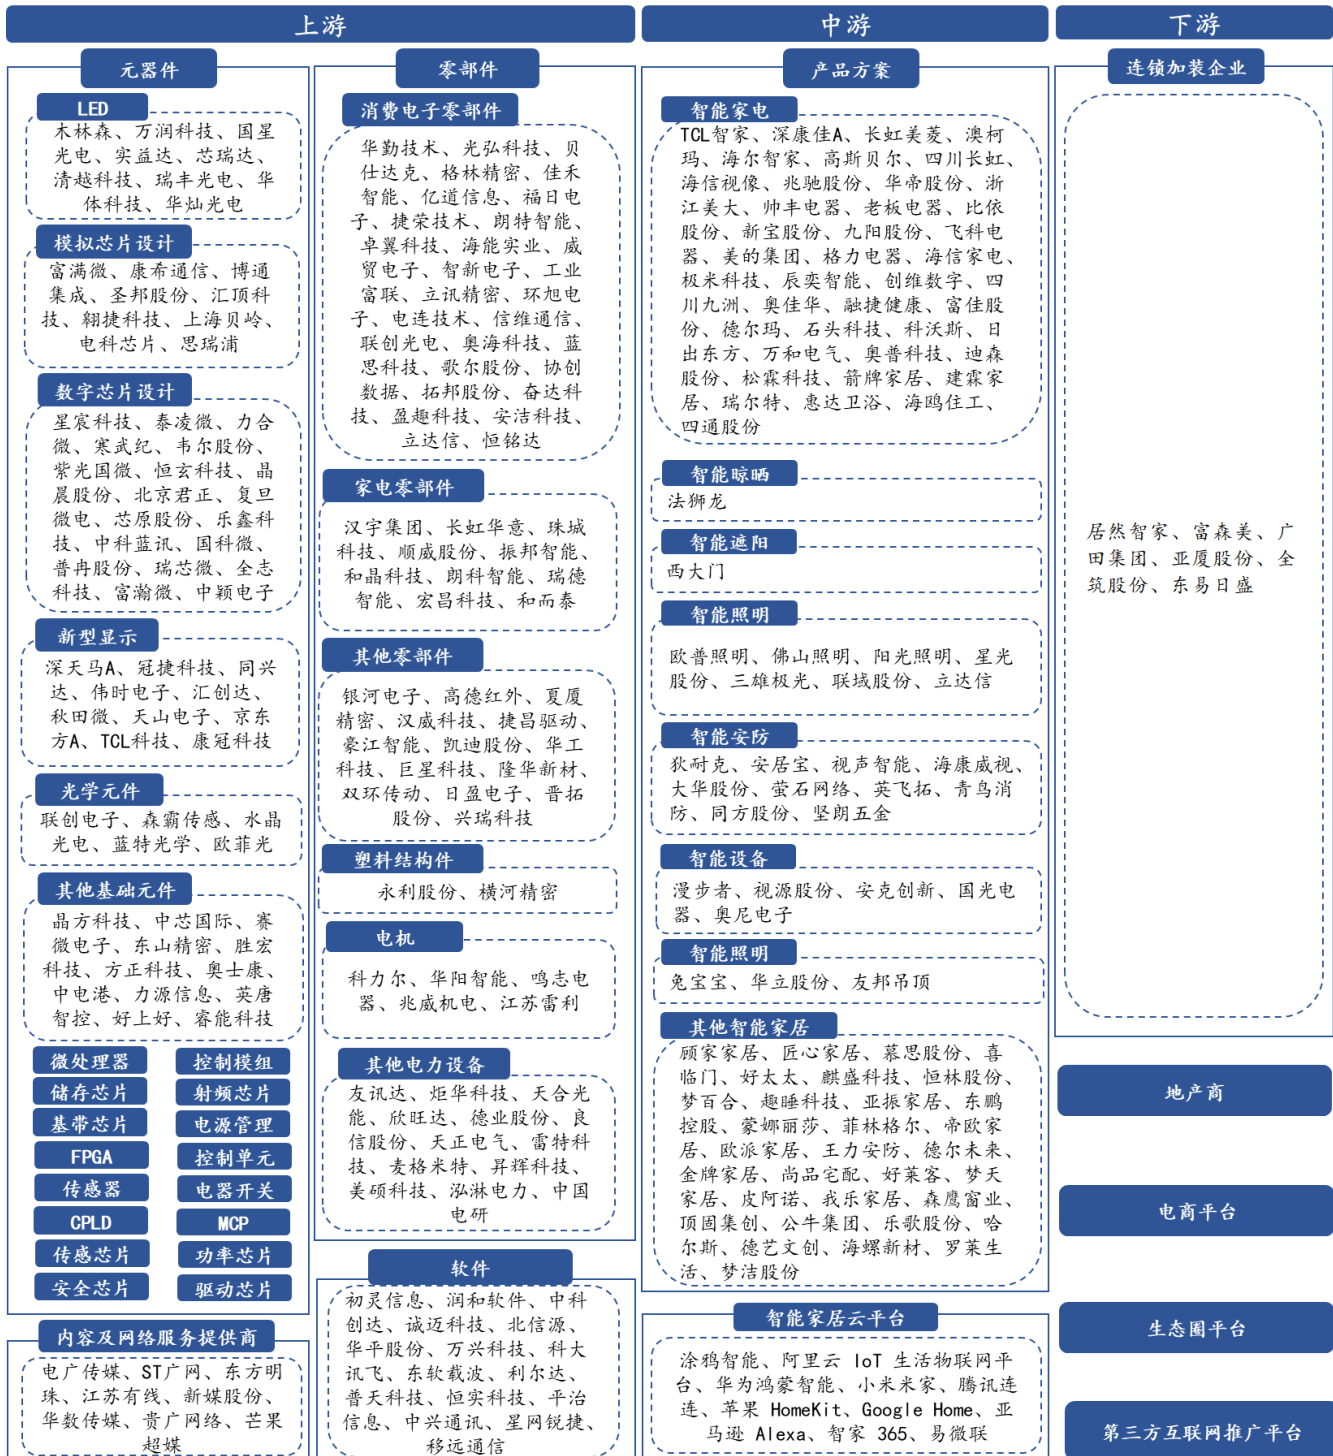 上游
元器件
LED
木林森、万润科技、国星
光电、实益达、芯瑞达、
清越科技、瑞丰光电、华
体科技、华灿光电
模拟芯片设计
富满微、康希通信、博通
集成、圣邦股份、汇顶科
技、翱捷科技、上海贝岭、
电科芯片、思瑞浦
数字芯片设计
星宸科技、泰凌微、力合
微、寒武纪、韦尔股份、
紫光国微、恒玄科技、晶
晨股份、北京君正、复旦
微电、芯原股份、乐鑫科
技、中科蓝讯、国科微、
普冉股份、瑞芯微、全志
科技、富瀚微、中颖电子
新型显示
深天马A、冠捷科技、同兴
达、伟时电子、汇创达、
秋田微、天山电子、京东
方A、TCL科技、康冠科技
光学元件
联创电子、森霸传感、水晶
光电、蓝特光学、欧菲光
其他基础元件
晶方科技、中芯国际、赛
微电子、东山精密、胜宏
科技、方正科技、奥士康、
中电港、力源信息、英唐
智控、好上好、睿能科技
微处理器
控制模组
储存芯片
射频芯片
基带芯片
电源管理
FPGA
控制单元
传感器
电器开关
CPLD
MCP
传感芯片
功率芯片
安全芯片
驱动芯片
内容及网络服务提供商
电广传媒、ST广网、东方明
珠、江苏有线、新媒股份、
华数传媒、贵广网络、芒果
超媒
零部件
消费电子零部件
华勤技术、光弘科技、贝
仕达克、格林精密、佳禾
智能、亿道信息、福日电
子、捷荣技术、朗特智能、
卓翼科技、海能实业、威
贸电子、智新电子、工业
富联、立讯精密、环旭电
子、电连技术、信维通信、
联创光电、奥海科技、蓝
思科技、歌尔股份、协创
数据、拓邦股份、奋达科
技、盈趣科技、安洁科技、
立达信、恒铭达
家电零部件
汉宇集团、长虹华意、珠城
科技、顺威股份、振邦智能、
和晶科技、朗科智能、瑞德
智能、宏昌科技、和而泰
其他零部件
银河电子、高德红外、夏厦
精密、汉威科技、捷昌驱动、
豪江智能、凯迪股份、华工
科技、巨星科技、隆华新材、
双环传动、日盈电子、晋拓
股份、兴瑞科技
塑料结构件
永利股份、横河精密
电机
科力尔、华阳智能、鸣志电
器、兆威机电、江苏雷利
其他电力设备
友讯达、炬华科技、天合光
能、欣旺达、德业股份、良
信股份、天正电气、雷特科
技、麦格米特、昇辉科技、
美硕科技、泓淋电力、中国
电研
软件
初灵信息、润和软件、中科
创达、诚迈科技、北信源、
华平股份、万兴科技、科大
讯飞、东软载波、利尔达、
普天科技、恒实科技、平治
信息、中兴通讯、星网锐捷、
移远通信
中游
产品方案
智能家电
TCL智家、深康佳A、长虹美菱、澳柯
玛、海尔智家、高斯贝尔、四川长虹、
海信视像、兆驰股份、华帝股份、浙
江美大、帅丰电器、老板电器、比依
股份、新宝股份、九阳股份、飞科电
器、美的集团、格力电器、海信家电、
极米科技、辰奕智能、创维数字、四
川九洲、奥佳华、融捷健康、富佳股
份、德尔玛、石头科技、科沃斯、日
出东方、万和电气、奥普科技、迪森
股份、松霖科技、箭牌家居、建霖家
居、瑞尔特、惠达卫浴、海鸥住工、
四通股份
智能晾晒
法狮龙
智能遮阳
西大门
智能照明
欧普照明、佛山照明、阳光照明、星光
股份、三雄极光、联域股份、立达信
智能安防
狄耐克、安居宝、视声智能、海康威视、
大华股份、萤石网络、英飞拓、青鸟消
防、同方股份、坚朗五金
智能设备
漫步者、视源股份、安克创新、国光电
器、奥尼电子
智能照明
兔宝宝、华立股份、友邦吊顶
其他智能家居
顾家家居、匠心家居、慕思股份、喜
临门、好太太、麒盛科技、恒林股份、
梦百合、趣睡科技、亚振家居、东鹏
控股、蒙娜丽莎、菲林格尔、帝欧家
居、欧派家居、王力安防、德尔未来、
金牌家居、尚品宅配、好莱客、梦天
家居、皮阿诺、我乐家居、森鹰窗业、
顶固集创、公牛集团、乐歌股份、哈
尔斯、德艺文创、海螺新材、罗莱生
活、梦洁股份
智能家居云平台
涂鸦智能、阿里云 IoT 生活物联网平
台、华为鸿蒙智能、小米米家、腾讯连
连、苹果 HomeKit、Google Home、亚
马逊 Alexa、智家 365、易微联
下游
连锁加装企业
居然智家、富森美、广
田集团、亚厦股份、全
筑股份、东易日盛
地产商
电商平台
生态圈平台
第三方互联网推广平台